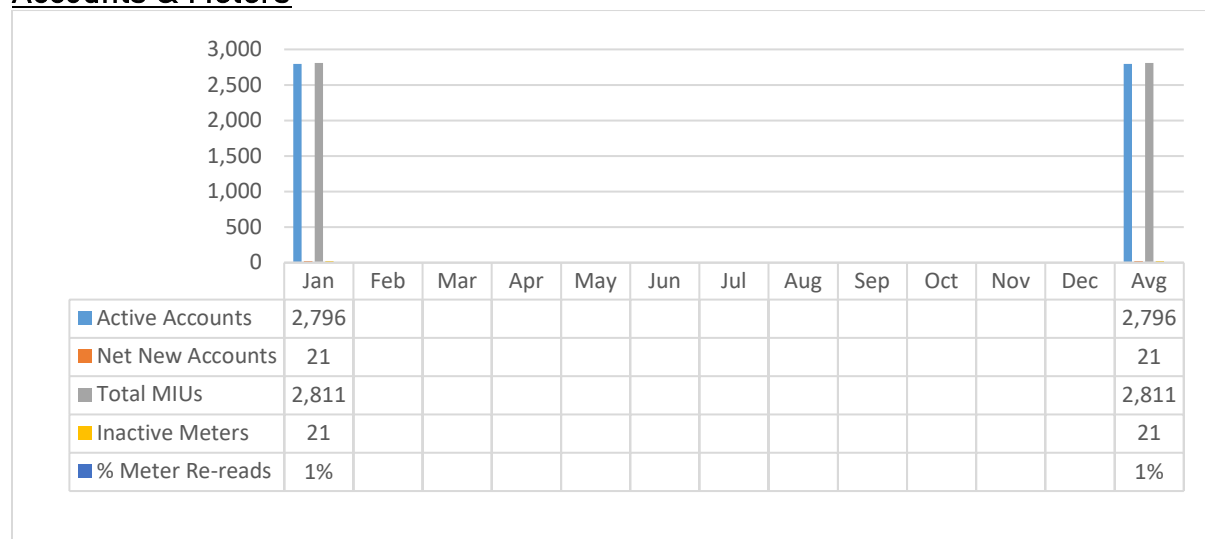 Accounts & Meters
3,000
2,500
2,000
1,500
1,000
500
0
Jan Feb Mar Apr May Jun Jul Aug Sep Oct Nov Dec Avg
Active Accounts 2,796 2,796
Net New Accounts 21 21
Total MIUs 2,811 2,811
Inactive Meters 21 21
% Meter Re-reads 1% 1%